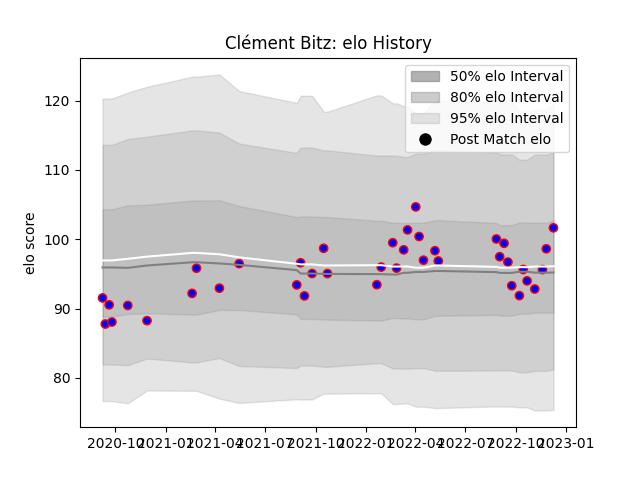 Clément Bitz: elo History
50% elo Interval
80% elo Interval
95% elo Interval
Post Match elo
elo score
120
110
100
90
80
2020-10 2021-01 2021-04 2021-07 2021-10 2022-01 2022-04 2022-07 2022-10 2023-01